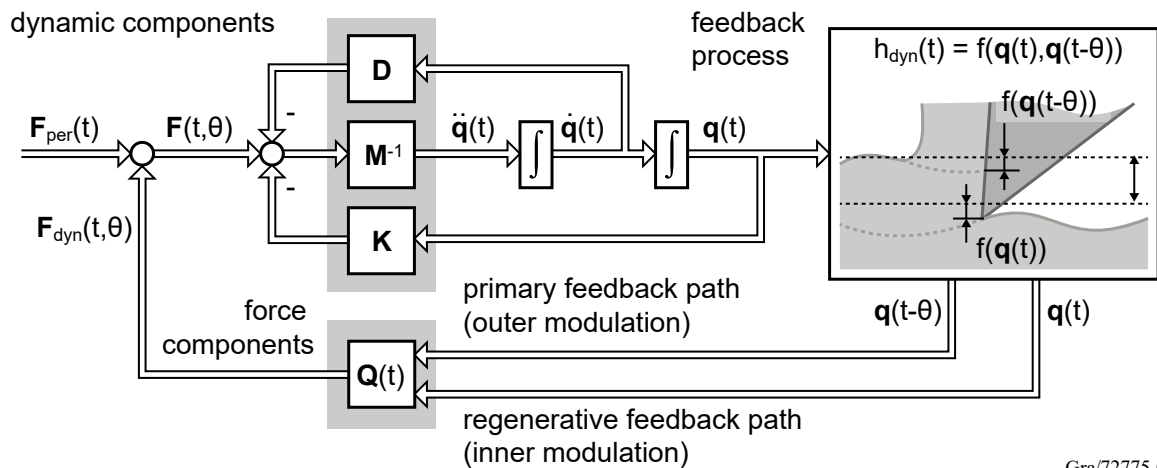 dynamic components
feedback
process
h_dyn(t) = f(q(t),q(t-θ))
D
f(q(t-θ))
F_per(t)
F(t,θ)
-
M⁻¹
q̈(t)
∫
q̇(t)
∫
q(t)
-
F_dyn(t,θ)
K
f(q(t))
primary feedback path
(outer modulation)
q(t-θ)
q(t)
force
components
Q(t)
regenerative feedback path
(inner modulation)